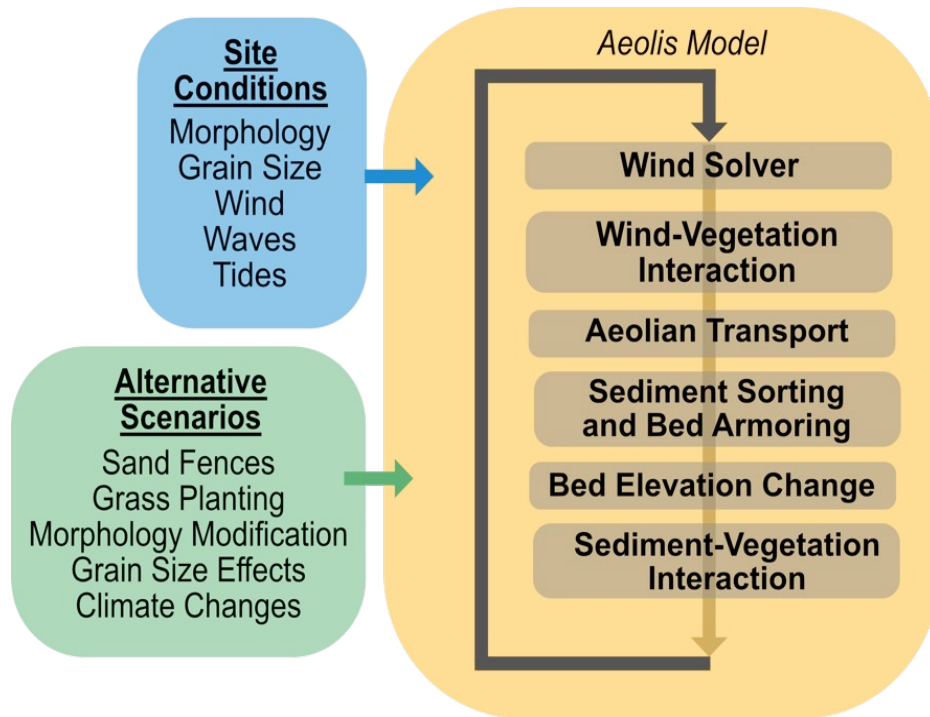 Site
Conditions
Morphology
Grain Size
Wind
Waves
Tides
Alternative
Scenarios
Sand Fences
Grass Planting
Morphology Modification
Grain Size Effects
Climate Changes
Aeolis Model
Wind Solver
Wind-Vegetation
Interaction
Aeolian Transport
Sediment Sorting
and Bed Armoring
Bed Elevation Change
Sediment-Vegetation
Interaction